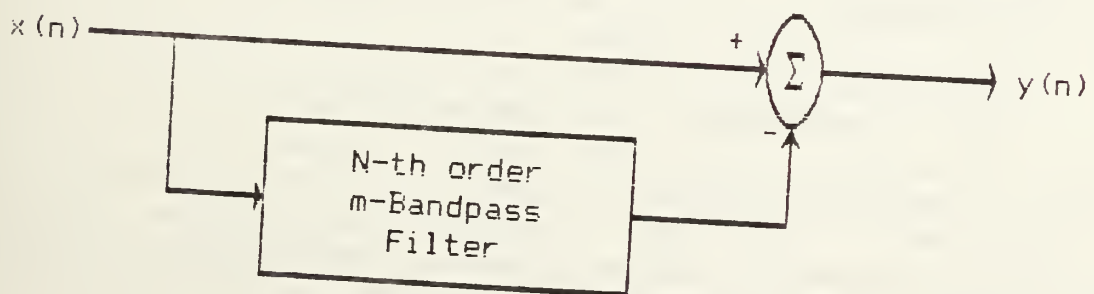 x(n)
+
Σ
y(n)
-
N-th order
m-Bandpass
Filter